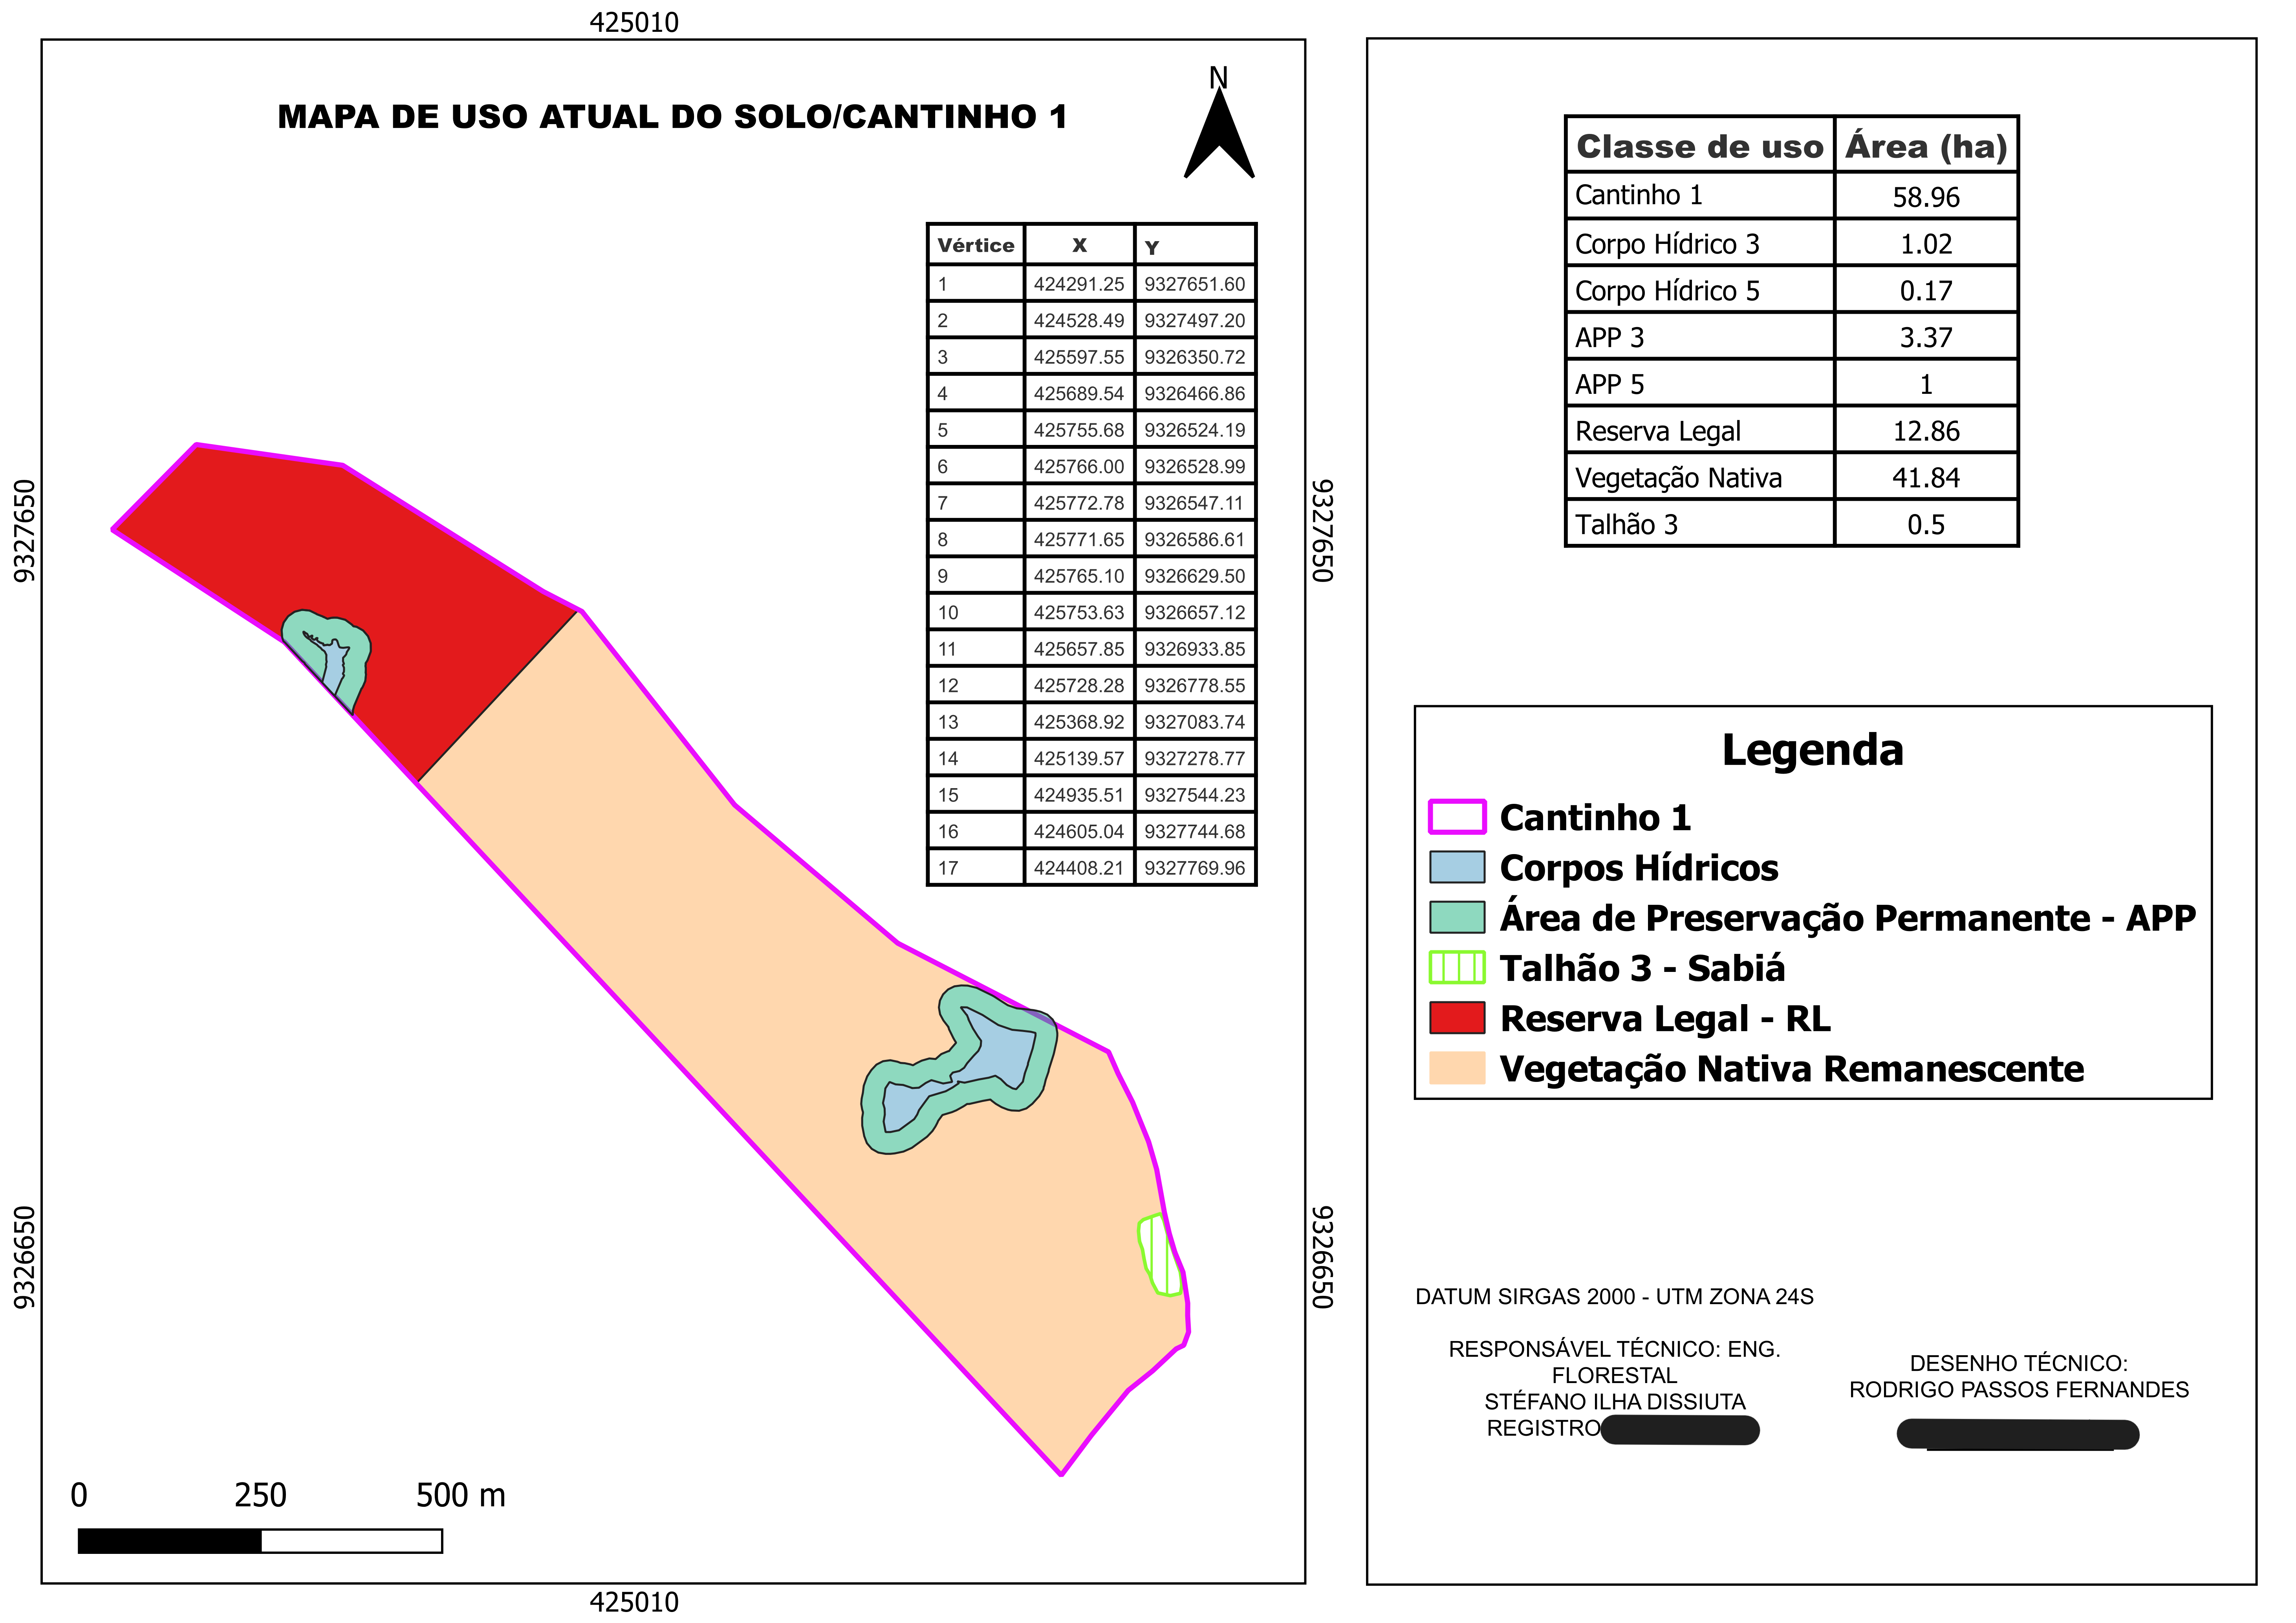 425010
MAPA DE USO ATUAL DO SOLO/CANTINHO 1
N
Vértice X Y
1 424291.25 9327651.60
2 424528.49 9327497.20
3 425597.55 9326350.72
4 425689.54 9326466.86
5 425755.68 9326524.19
6 425766.00 9326528.99
7 425772.78 9326547.11
8 425771.65 9326586.61
9 425765.10 9326629.50
10 425753.63 9326657.12
11 425657.85 9326933.85
12 425728.28 9326778.55
13 425368.92 9327083.74
14 425139.57 9327278.77
15 424935.51 9327544.23
16 424605.04 9327744.68
17 424408.21 9327769.96
9327650
9327650
9326650
9326650
0 250 500 m
425010
Classe de uso Área (ha)
Cantinho 1 58.96
Corpo Hídrico 3 1.02
Corpo Hídrico 5 0.17
APP 3 3.37
APP 5 1
Reserva Legal 12.86
Vegetação Nativa 41.84
Talhão 3 0.5
Legenda
Cantinho 1
Corpos Hídricos
Área de Preservação Permanente - APP
Talhão 3 - Sabiá
Reserva Legal - RL
Vegetação Nativa Remanescente
DATUM SIRGAS 2000 - UTM ZONA 24S
RESPONSÁVEL TÉCNICO: ENG.
FLORESTAL
STÉFANO ILHA DISSIUTA
REGISTRO
DESENHO TÉCNICO:
RODRIGO PASSOS FERNANDES